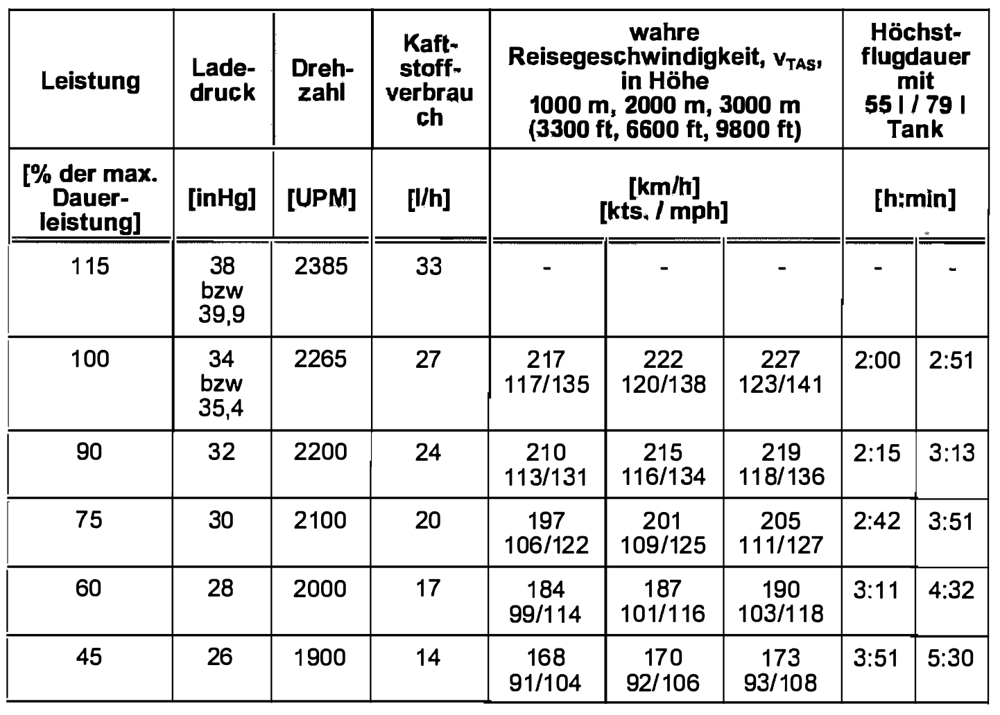 Leistung
Lade-
druck
Dreh-
zahl
Kaft-
stoff-
verbrau
ch
wahre
Reisegeschwindigkeit, vTAS,
in Höhe
1000 m, 2000 m, 3000 m
(3300 ft, 6600 ft, 9800 ft)
Höchst-
flugdauer
mit
55 l / 79 l
Tank
[% der max.
Dauer-
leistung]
[inHg]
[UPM]
[l/h]
[km/h]
[kts. / mph]
[h:min]
115
38
bzw
39,9
2385
33
-
-
-
-
-
100
34
bzw
35,4
2265
27
217
117/135
222
120/138
227
123/141
2:00
2:51
90
32
2200
24
210
113/131
215
116/134
219
118/136
2:15
3:13
75
30
2100
20
197
106/122
201
109/125
205
111/127
2:42
3:51
60
28
2000
17
184
99/114
187
101/116
190
103/118
3:11
4:32
45
26
1900
14
168
91/104
170
92/106
173
93/108
3:51
5:30